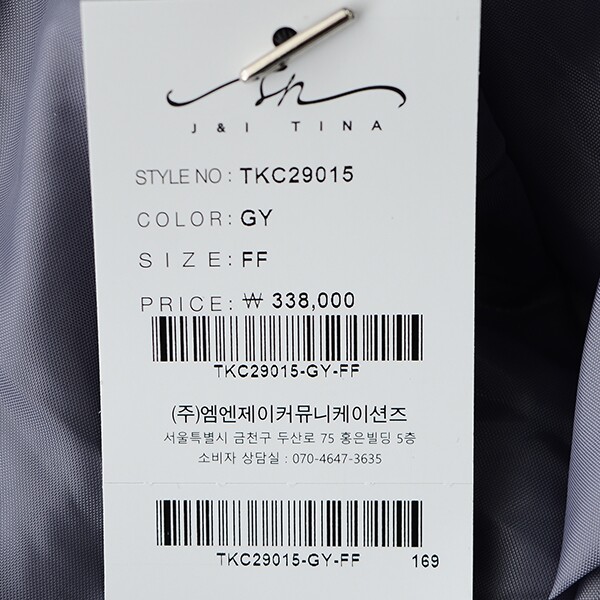 J & I TINA
STYLE NO : TKC29015
COLOR : GY
SIZE : FF
PRICE : ₩ 338,000
TKC29015-GY-FF
(주)엠엔제이커뮤니케이션즈
서울특별시 금천구 두산로 75 홍은빌딩 5층
소비자 상담실 : 070-4647-3635
TKC29015-GY-FF 169